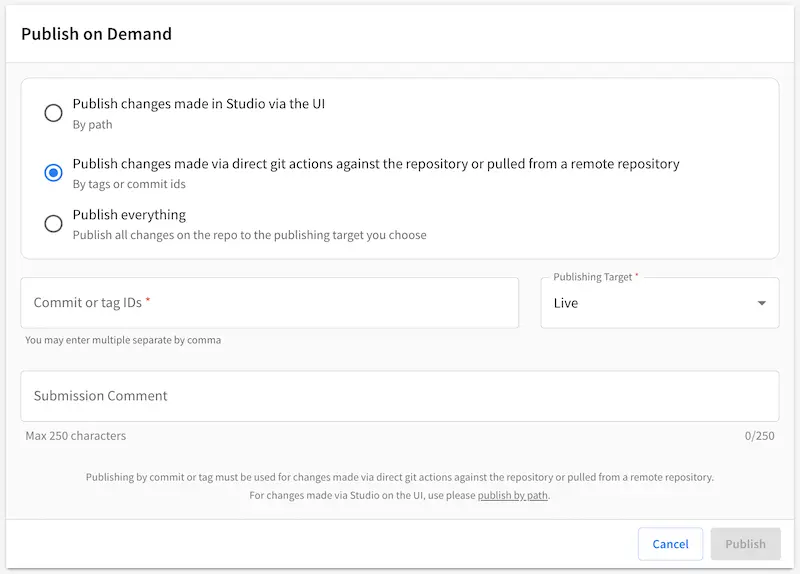 Publish on Demand
Publish changes made in Studio via the UI
By path
Publish changes made via direct git actions against the repository or pulled from a remote repository
By tags or commit ids
Publish everything
Publish all changes on the repo to the publishing target you choose
Publishing Target *
Commit or tag IDs *
Live
You may enter multiple separate by comma
Submission Comment
Max 250 characters
0/250
Publishing by commit or tag must be used for changes made via direct git actions against the repository or pulled from a remote repository.
For changes made via Studio on the UI, use please publish by path.
Cancel
Publish